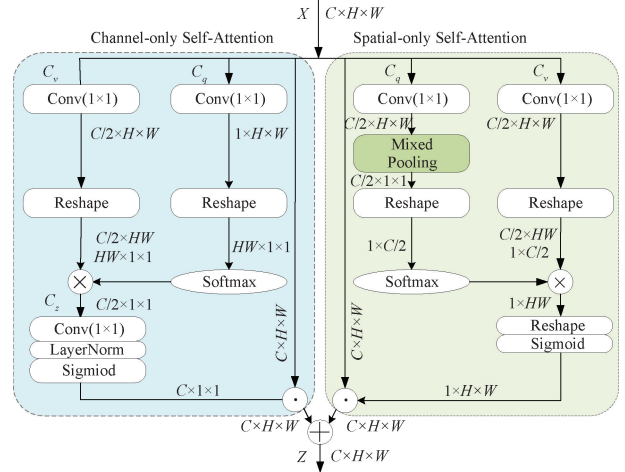 X C×H×W
Channel-only Self-Attention
Spatial-only Self-Attention
C_v
C_q
C_q
C_v
Conv(1×1)
Conv(1×1)
Conv(1×1)
Conv(1×1)
C/2×H×W
1×H×W
C/2×H×W
C/2×H×W
Mixed
Pooling
C/2×1×1
Reshape
Reshape
Reshape
Reshape
C/2×HW
HW×1×1
HW×1×1
1×C/2
C/2×HW
1×C/2
×
Softmax
Softmax
×
C_z
C/2×1×1
1×HW
Conv(1×1)
LayerNorm
Sigmiod
C×H×W
C×H×W
Reshape
Sigmoid
C×1×1
1×H×W
·
·
C×H×W
C×H×W
+
Z C×H×W